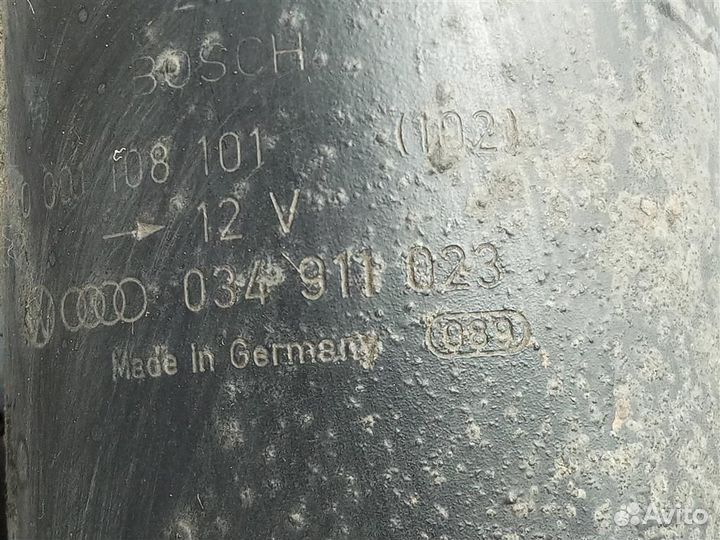 BOSCH
0 001 108 101 (102)
→ 12 V
034 911 023
Made in Germany 089
Avito